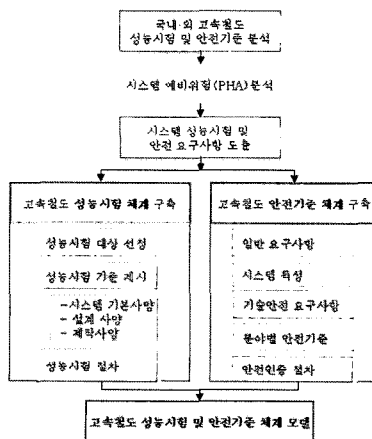 국내·외 고속철도
성능시험 및 안전기준 분석
시스템 예비위험(PHA)분석
시스템 성능시험 및
안전 요구사항 도출
고속철도 성능시험 체계 구축
성능시험 대상 선정
성능시험 기준 제시
-시스템 기본사양
- 설계 사양
- 제작사양
성능시험 절차
고속철도 안전기준 체계 구축
일반 요구사항
시스템 특성
기술안전 요구사항
분야별 안전기준
안전인증 절차
고속철도 성능시험 및 안전기준 체계 모델